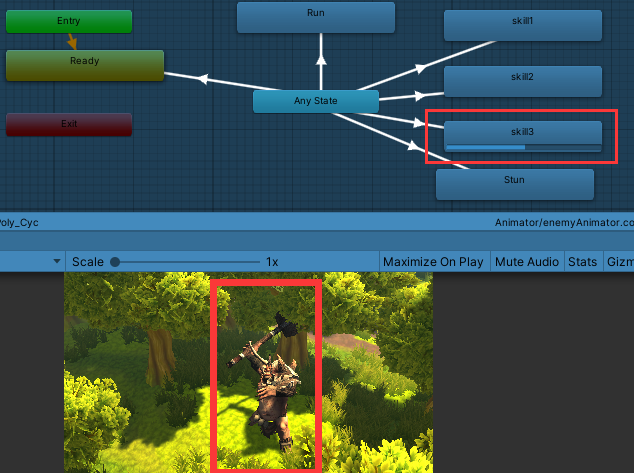 Entry
Run
skill1
Ready
skill2
Any State
Exit
skill3
Stun
Poly_Cyc
Animator/enemyAnimator.co
Scale 1x Maximize On Play Mute Audio Stats Gizm